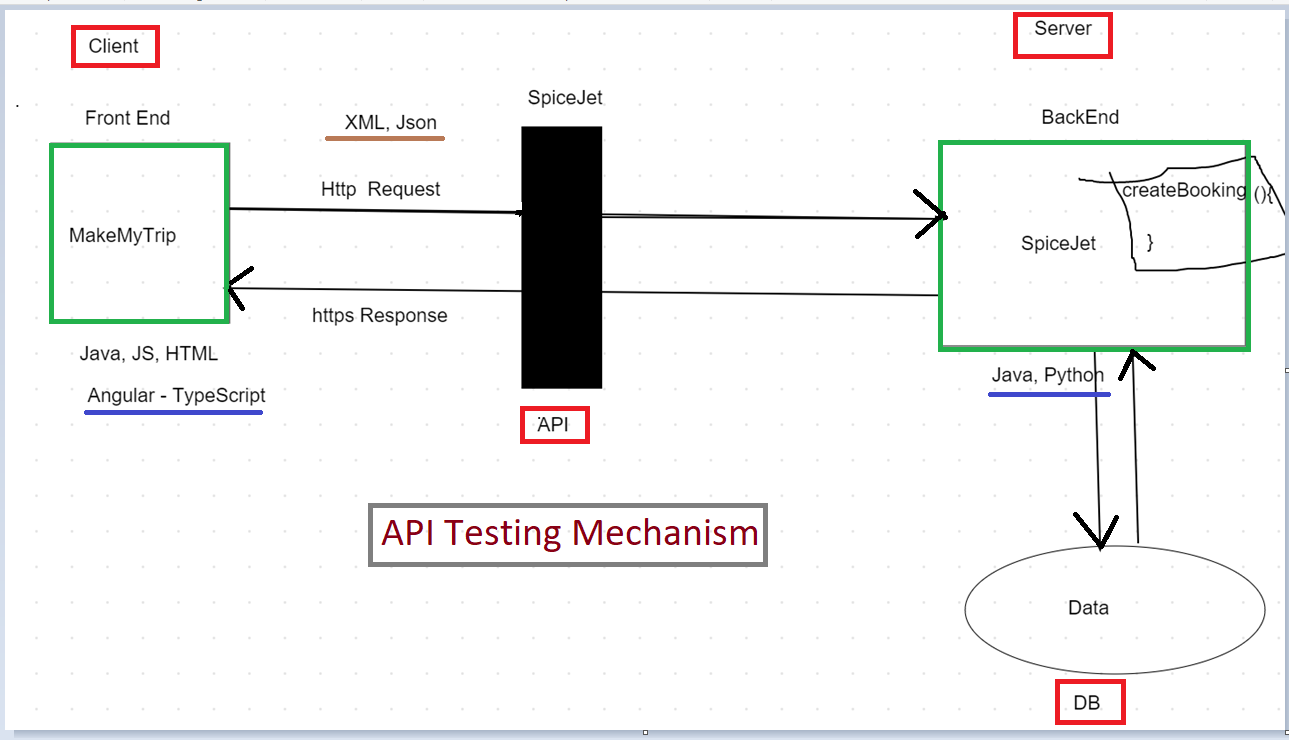 Client
Server
SpiceJet
Front End
XML, Json
BackEnd
Http Request
createBooking (){
MakeMyTrip
SpiceJet
}
https Response
Java, JS, HTML
Java, Python
Angular - TypeScript
API
API Testing Mechanism
Data
DB